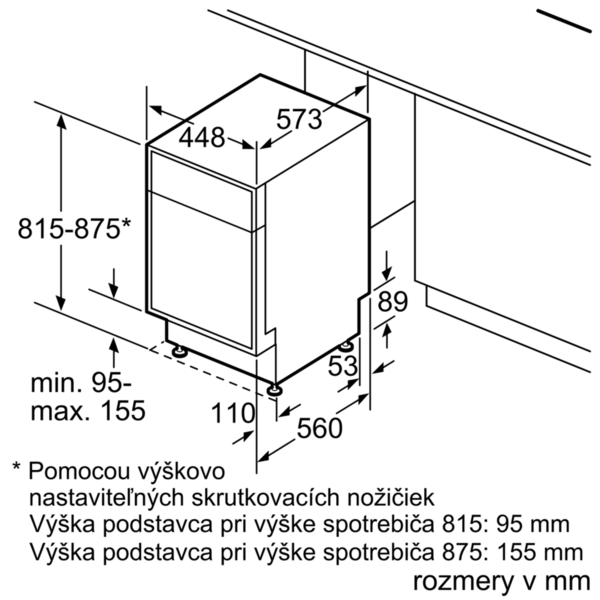 573
448
815-875*
89
53
min. 95-
max. 155
110
560
* Pomocou výškovo
nastaviteľných skrutkovacích nožičiek
Výška podstavca pri výške spotrebiča 815: 95 mm
Výška podstavca pri výške spotrebiča 875: 155 mm
rozmery v mm